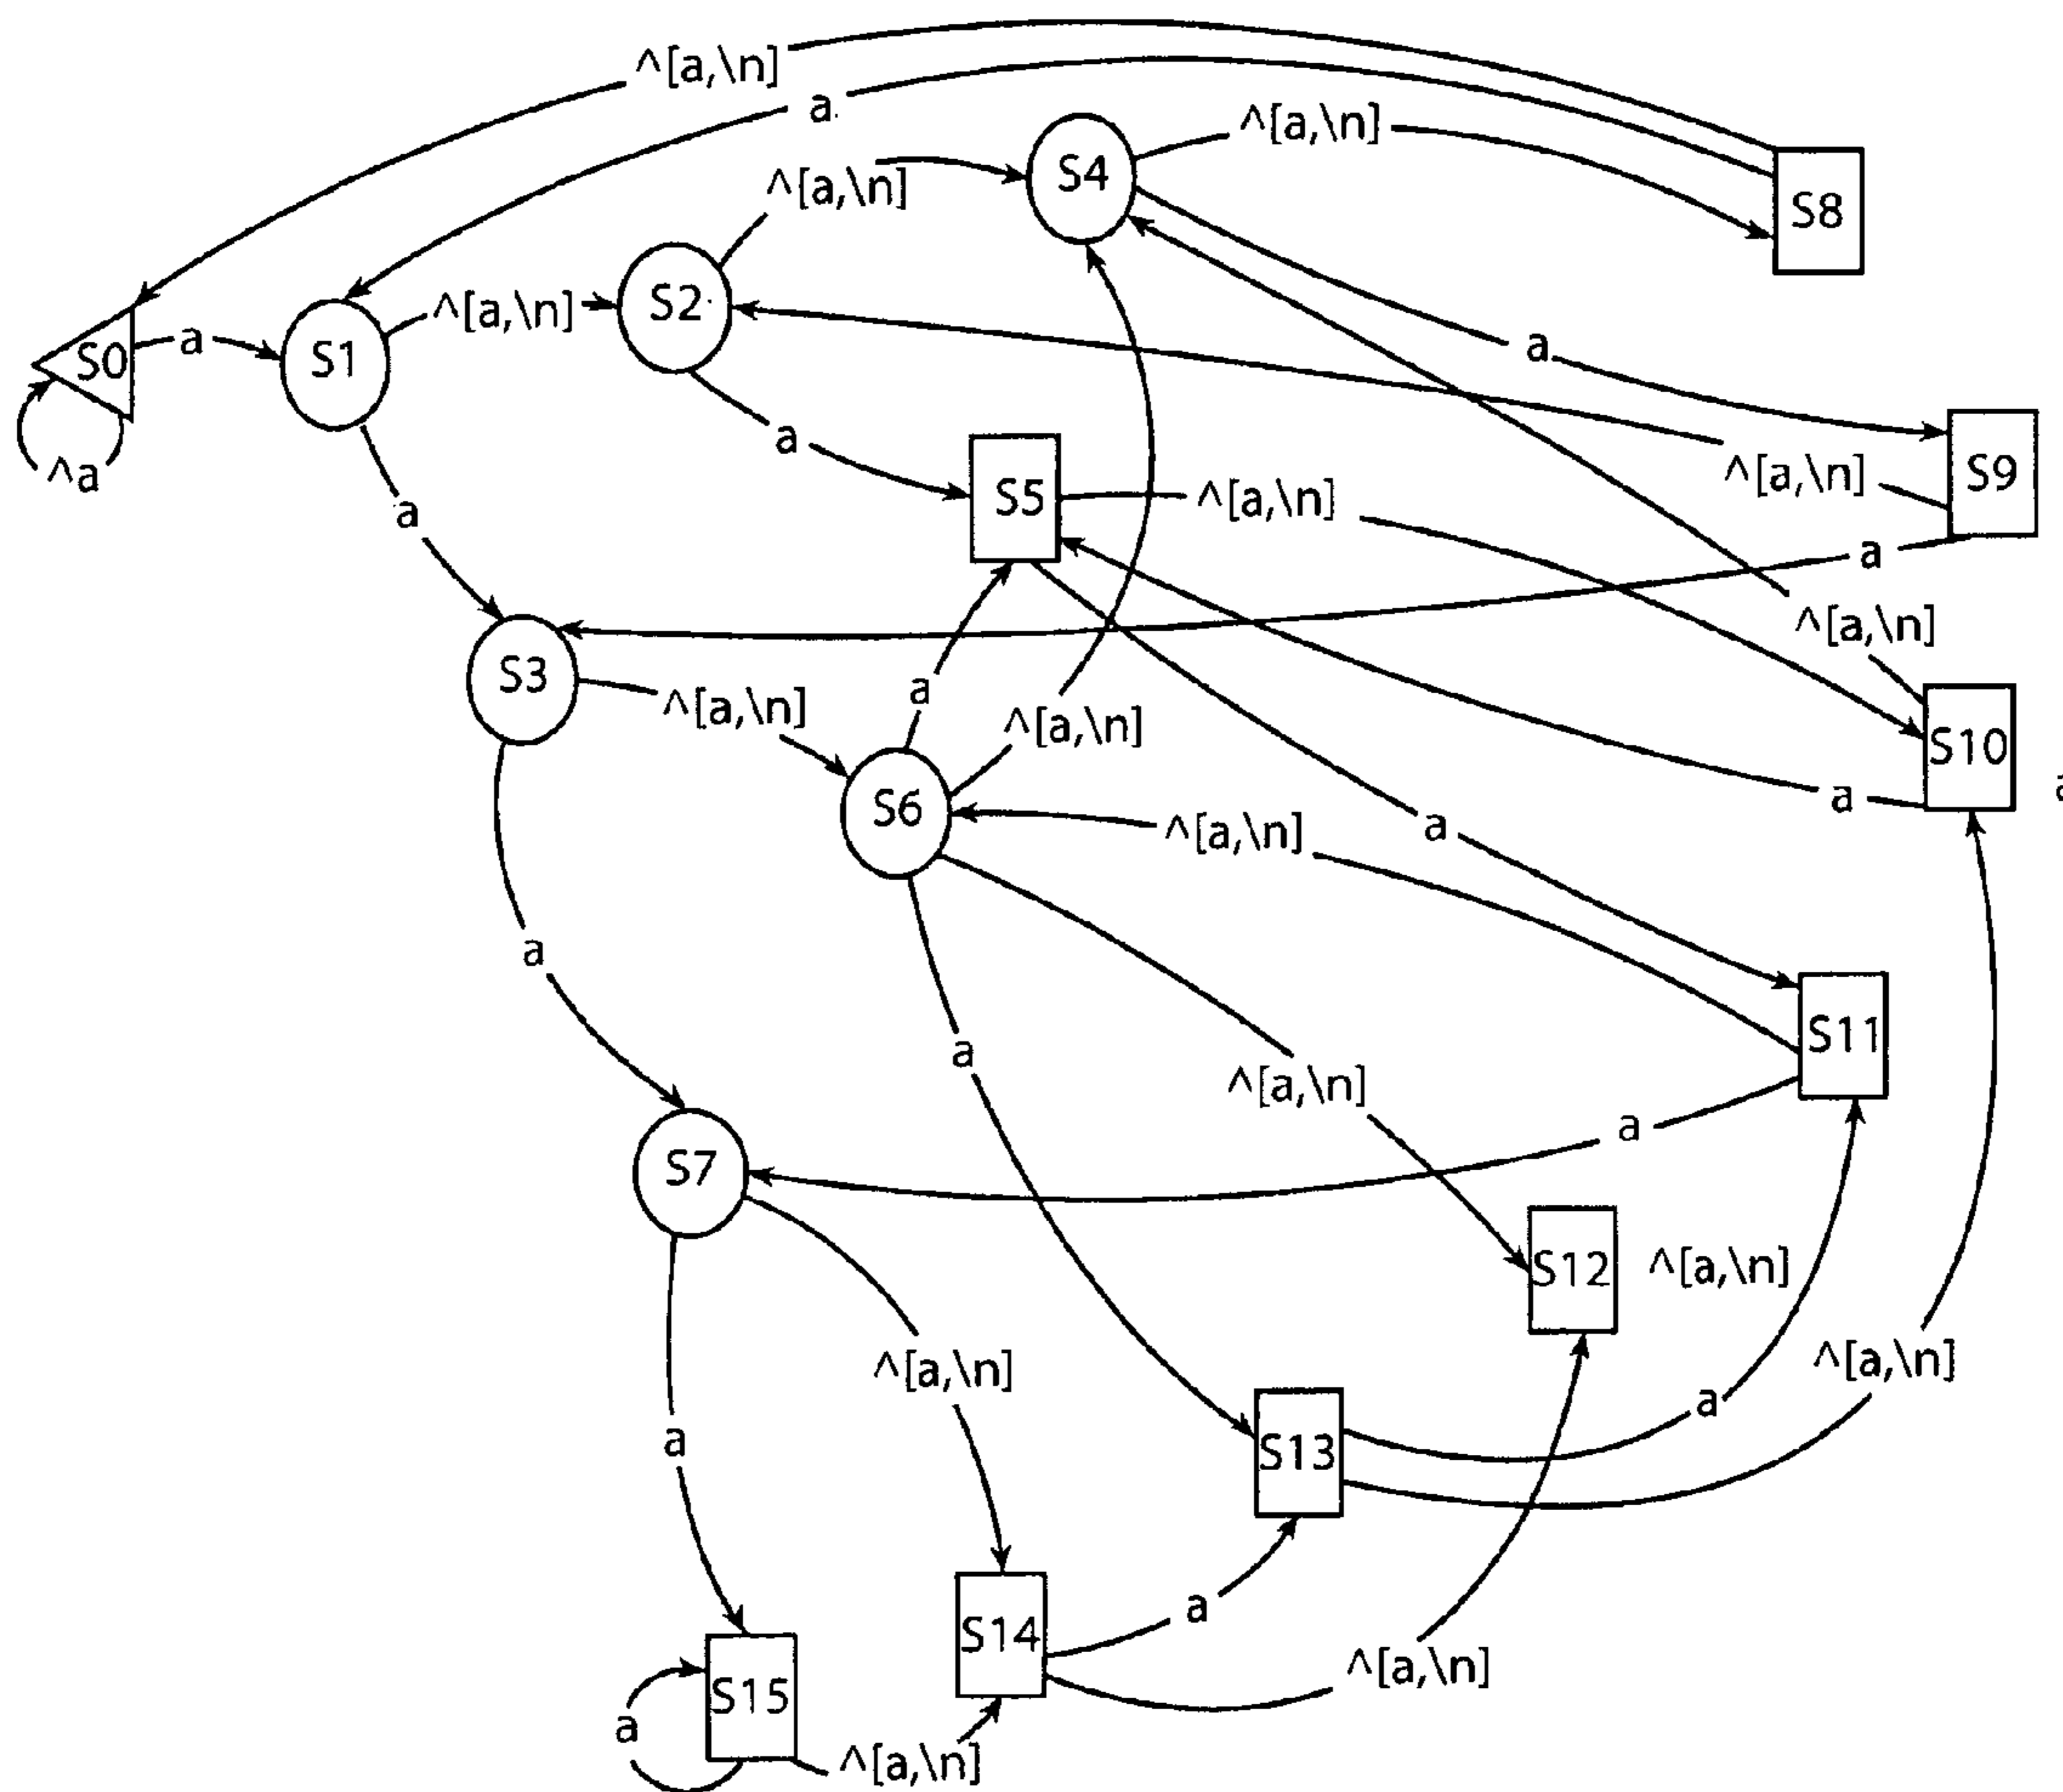 ^[a,\n]
a
^[a,\n]
S4
^[a,\n]
S8
S2
^[a,\n]
S0
a
S1
a
^a
a
S5
^[a,\n]
^[a,\n]
S9
a
a
^[a,\n]
S3
^[a,\n]
a
^[a,\n]
S10
a
a
S6
^[a,\n]
a
a
S11
a
^[a,\n]
a
S7
S12
^[a,\n]
^[a,\n]
^[a,\n]
a
a
S13
a
S14
^[a,\n]
S15
a
^[a,\n]